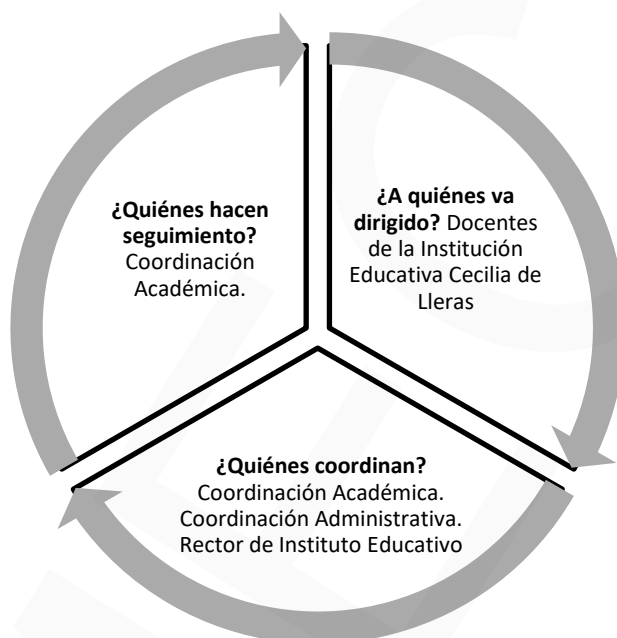 ¿Quiénes hacen
seguimiento?
Coordinación
Académica.
¿A quiénes va
dirigido? Docentes
de la Institución
Educativa Cecilia de
Lleras
¿Quiénes coordinan?
Coordinación Académica.
Coordinación Administrativa.
Rector de Instituto Educativo